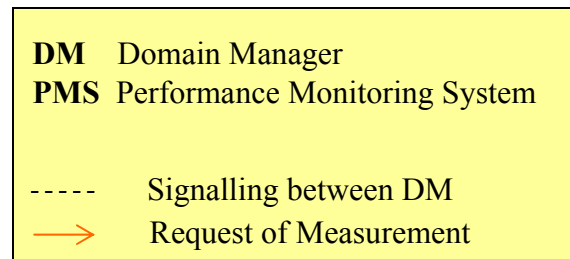 DM Domain Manager
PMS Performance Monitoring System
Signalling between DM
Request of Measurement